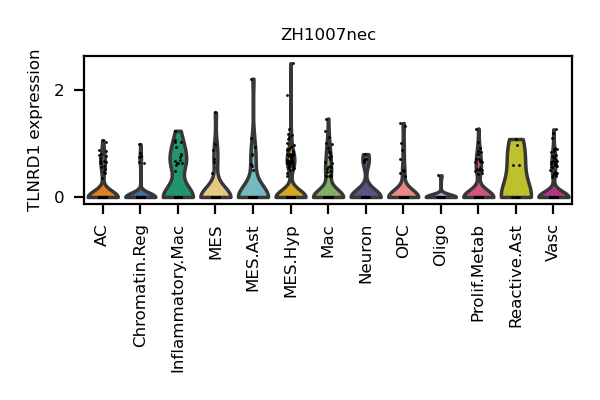 ZH1007nec
TLNRD1 expression
2
0
AC
Chromatin.Reg
Inflammatory.Mac
MES
MES.Ast
MES.Hyp
Mac
Neuron
OPC
Oligo
Prolif.Metab
Reactive.Ast
Vasc